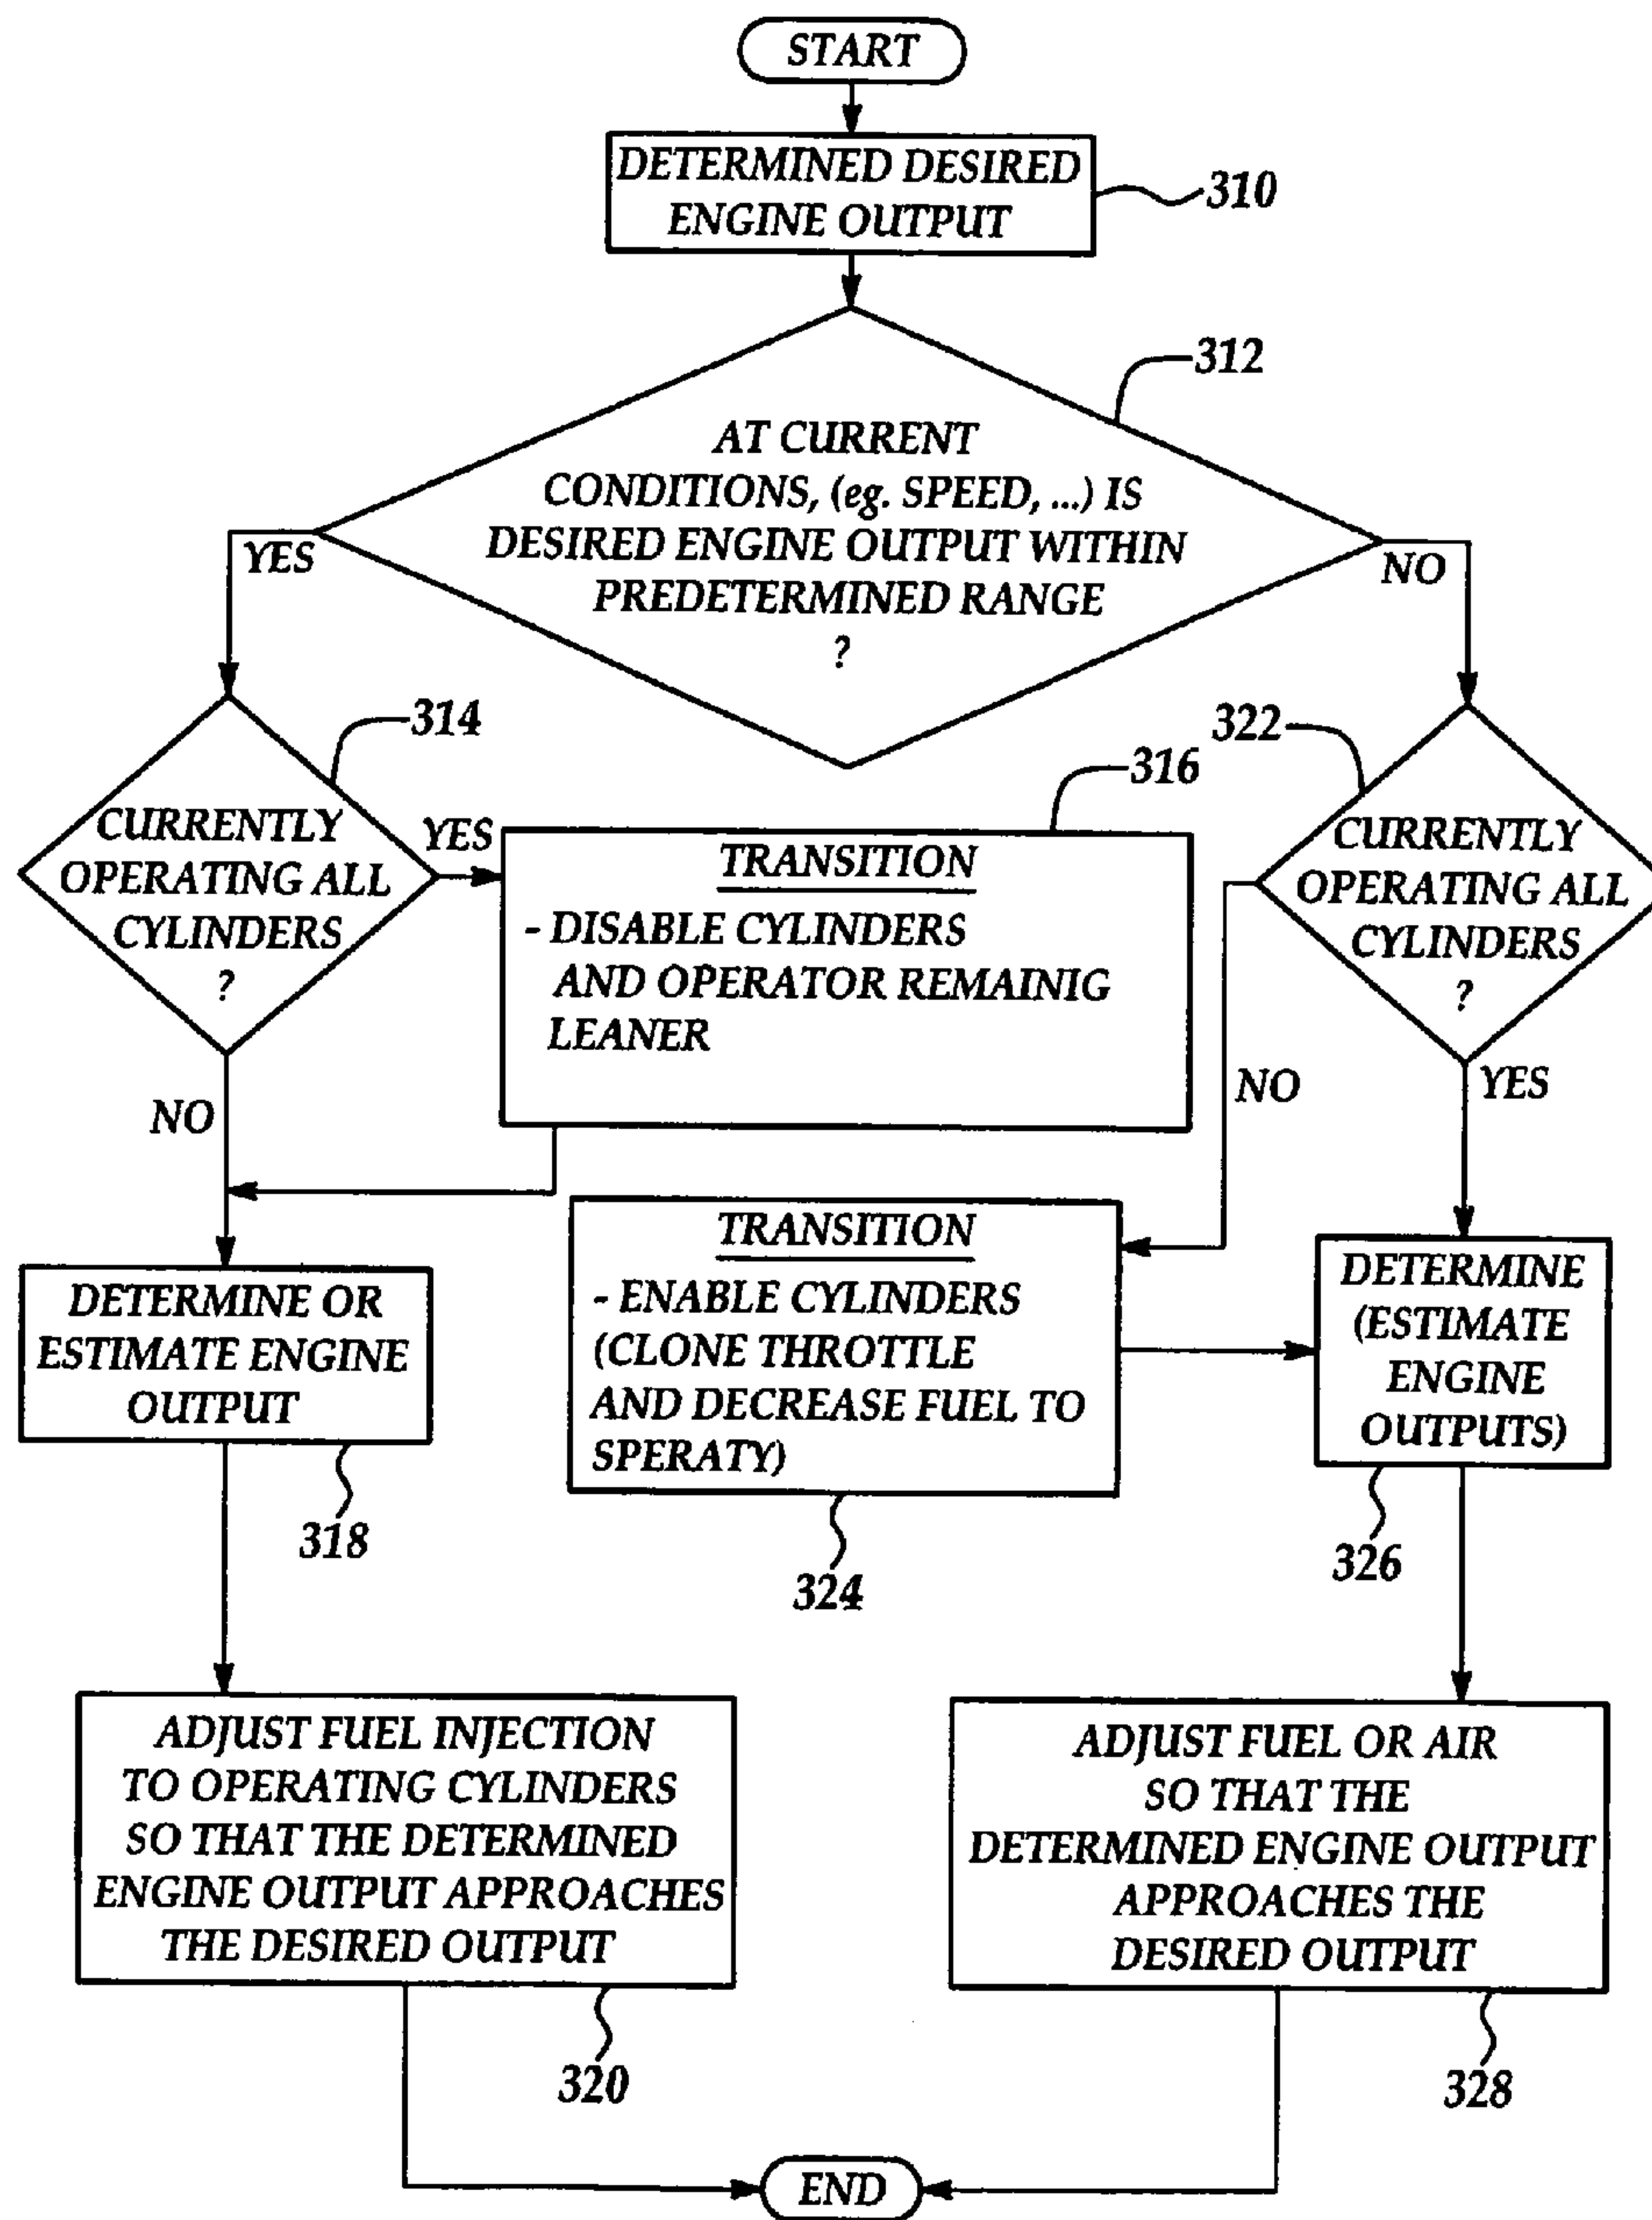 START
DETERMINED DESIRED
ENGINE OUTPUT
310
312
AT CURRENT
CONDITIONS, (eg. SPEED, ...) IS
DESIRED ENGINE OUTPUT WITHIN
PREDETERMINED RANGE
?
YES
NO
314
CURRENTLY
OPERATING ALL
CYLINDERS
?
YES
NO
316
TRANSITION
- DISABLE CYLINDERS
AND OPERATOR REMAINIG
LEANER
322
CURRENTLY
OPERATING ALL
CYLINDERS
?
NO
YES
DETERMINE OR
ESTIMATE ENGINE
OUTPUT
318
TRANSITION
- ENABLE CYLINDERS
(CLONE THROTTLE
AND DECREASE FUEL TO
SPERATY)
324
DETERMINE
(ESTIMATE
ENGINE
OUTPUTS)
326
ADJUST FUEL INJECTION
TO OPERATING CYLINDERS
SO THAT THE DETERMINED
ENGINE OUTPUT APPROACHES
THE DESIRED OUTPUT
320
ADJUST FUEL OR AIR
SO THAT THE
DETERMINED ENGINE OUTPUT
APPROACHES THE
DESIRED OUTPUT
328
END